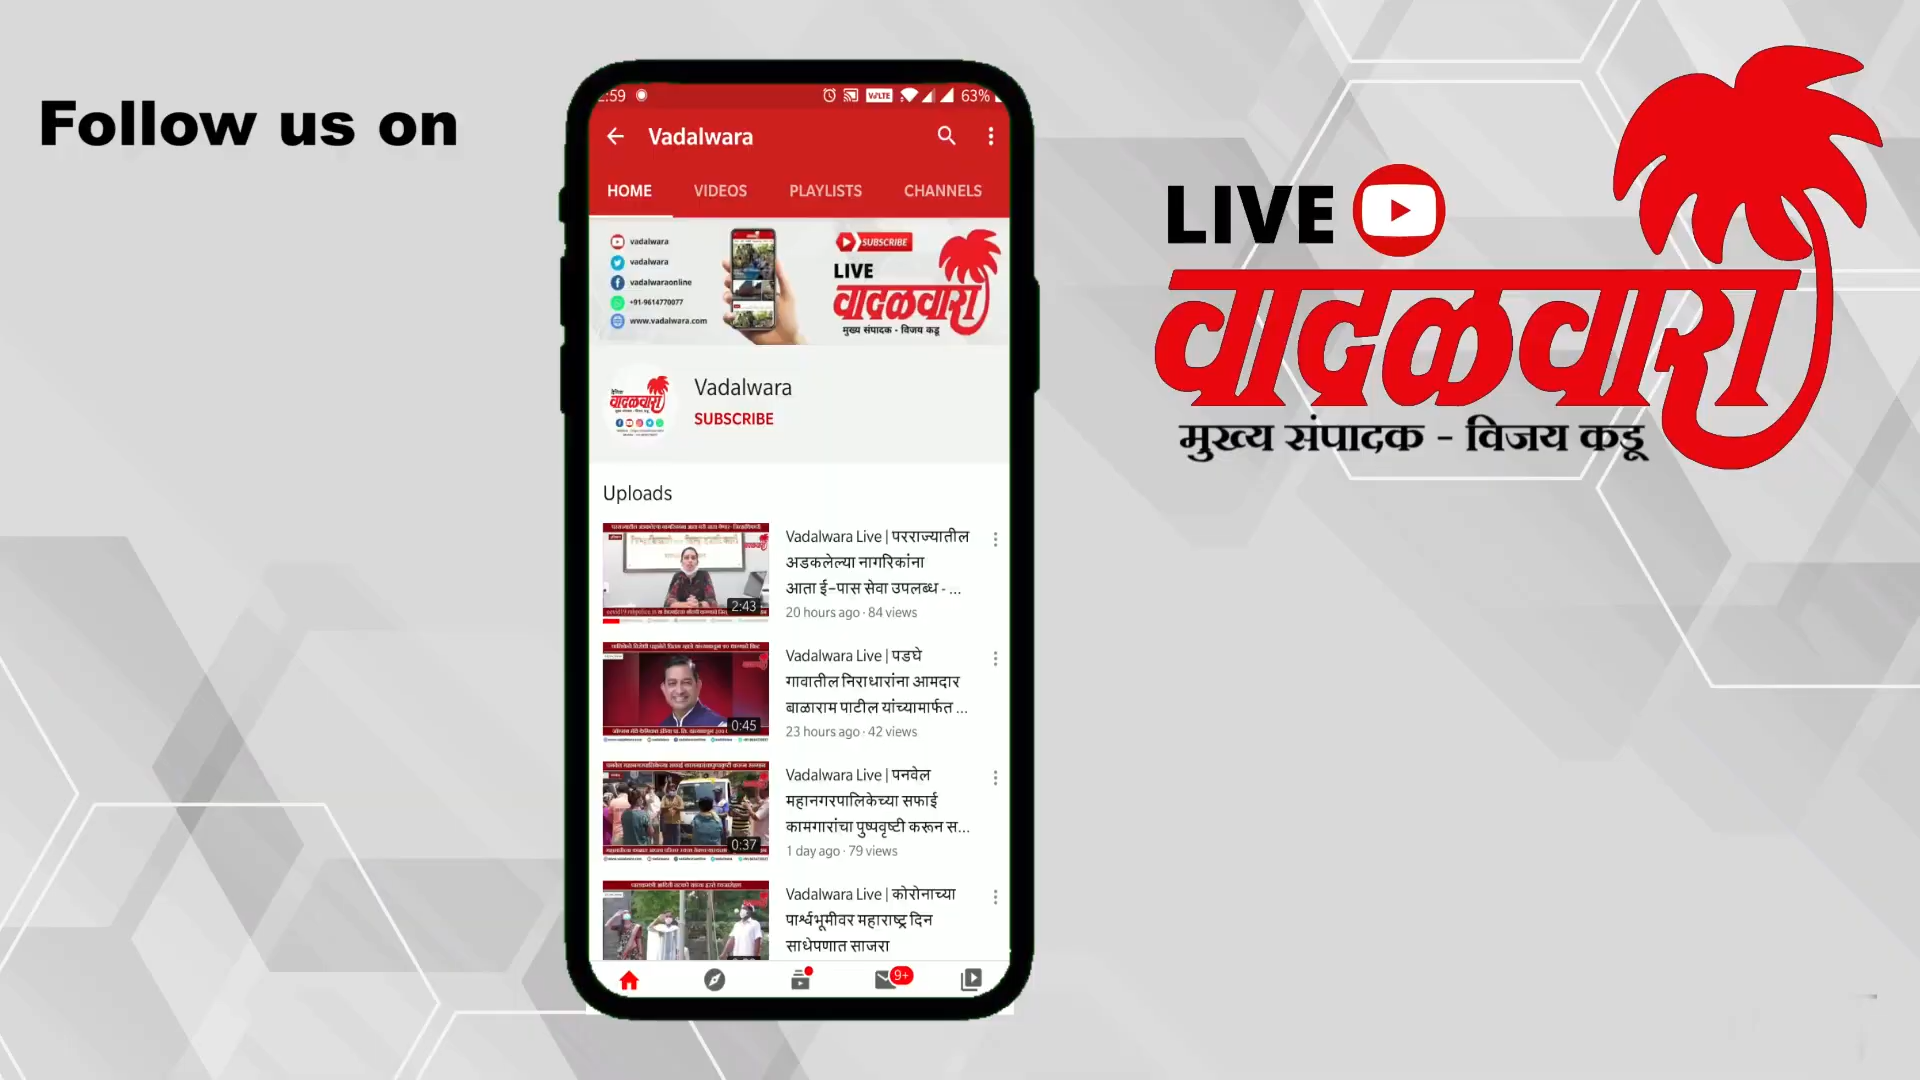 Follow us on
:59
VoLTE
63%
Vadalwara
HOME VIDEOS PLAYLISTS CHANNELS
vadalwara
vadalwara
vadalwaraonline
+91-9614770077
www.vadalwara.com
SUBSCRIBE
LIVE
वादळवारा
मुख्य संपादक - विजय कडू
वादळवारा
Vadalwara
SUBSCRIBE
Uploads
2:43
Vadalwara Live | परराज्यातील
अडकलेल्या नागरिकांना
आता ई-पास सेवा उपलब्ध - ...
20 hours ago · 84 views
0:45
Vadalwara Live | पडघे
गावातील निराधारांना आमदार
बाळाराम पाटील यांच्यामार्फत ...
23 hours ago · 42 views
0:37
Vadalwara Live | पनवेल
महानगरपालिकेच्या सफाई
कामगारांचा पुष्पवृष्टी करून स...
1 day ago · 79 views
Vadalwara Live | कोरोनाच्या
पार्श्वभूमीवर महाराष्ट्र दिन
साधेपणात साजरा
9+
LIVE
वादळवारा
मुख्य संपादक - विजय कडू